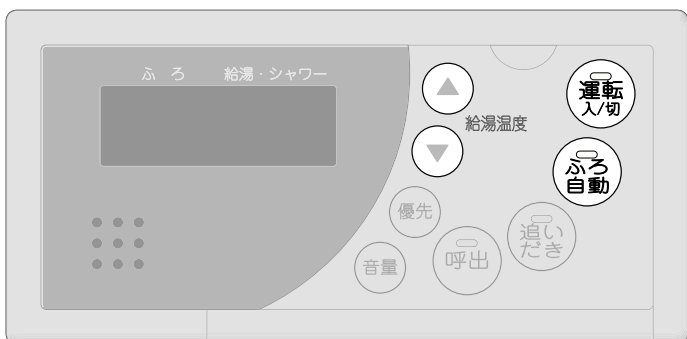 ふろ 給湯・シャワー
給湯温度
運転
入/切
ふろ
自動
優先
追い
だき
音量
呼出